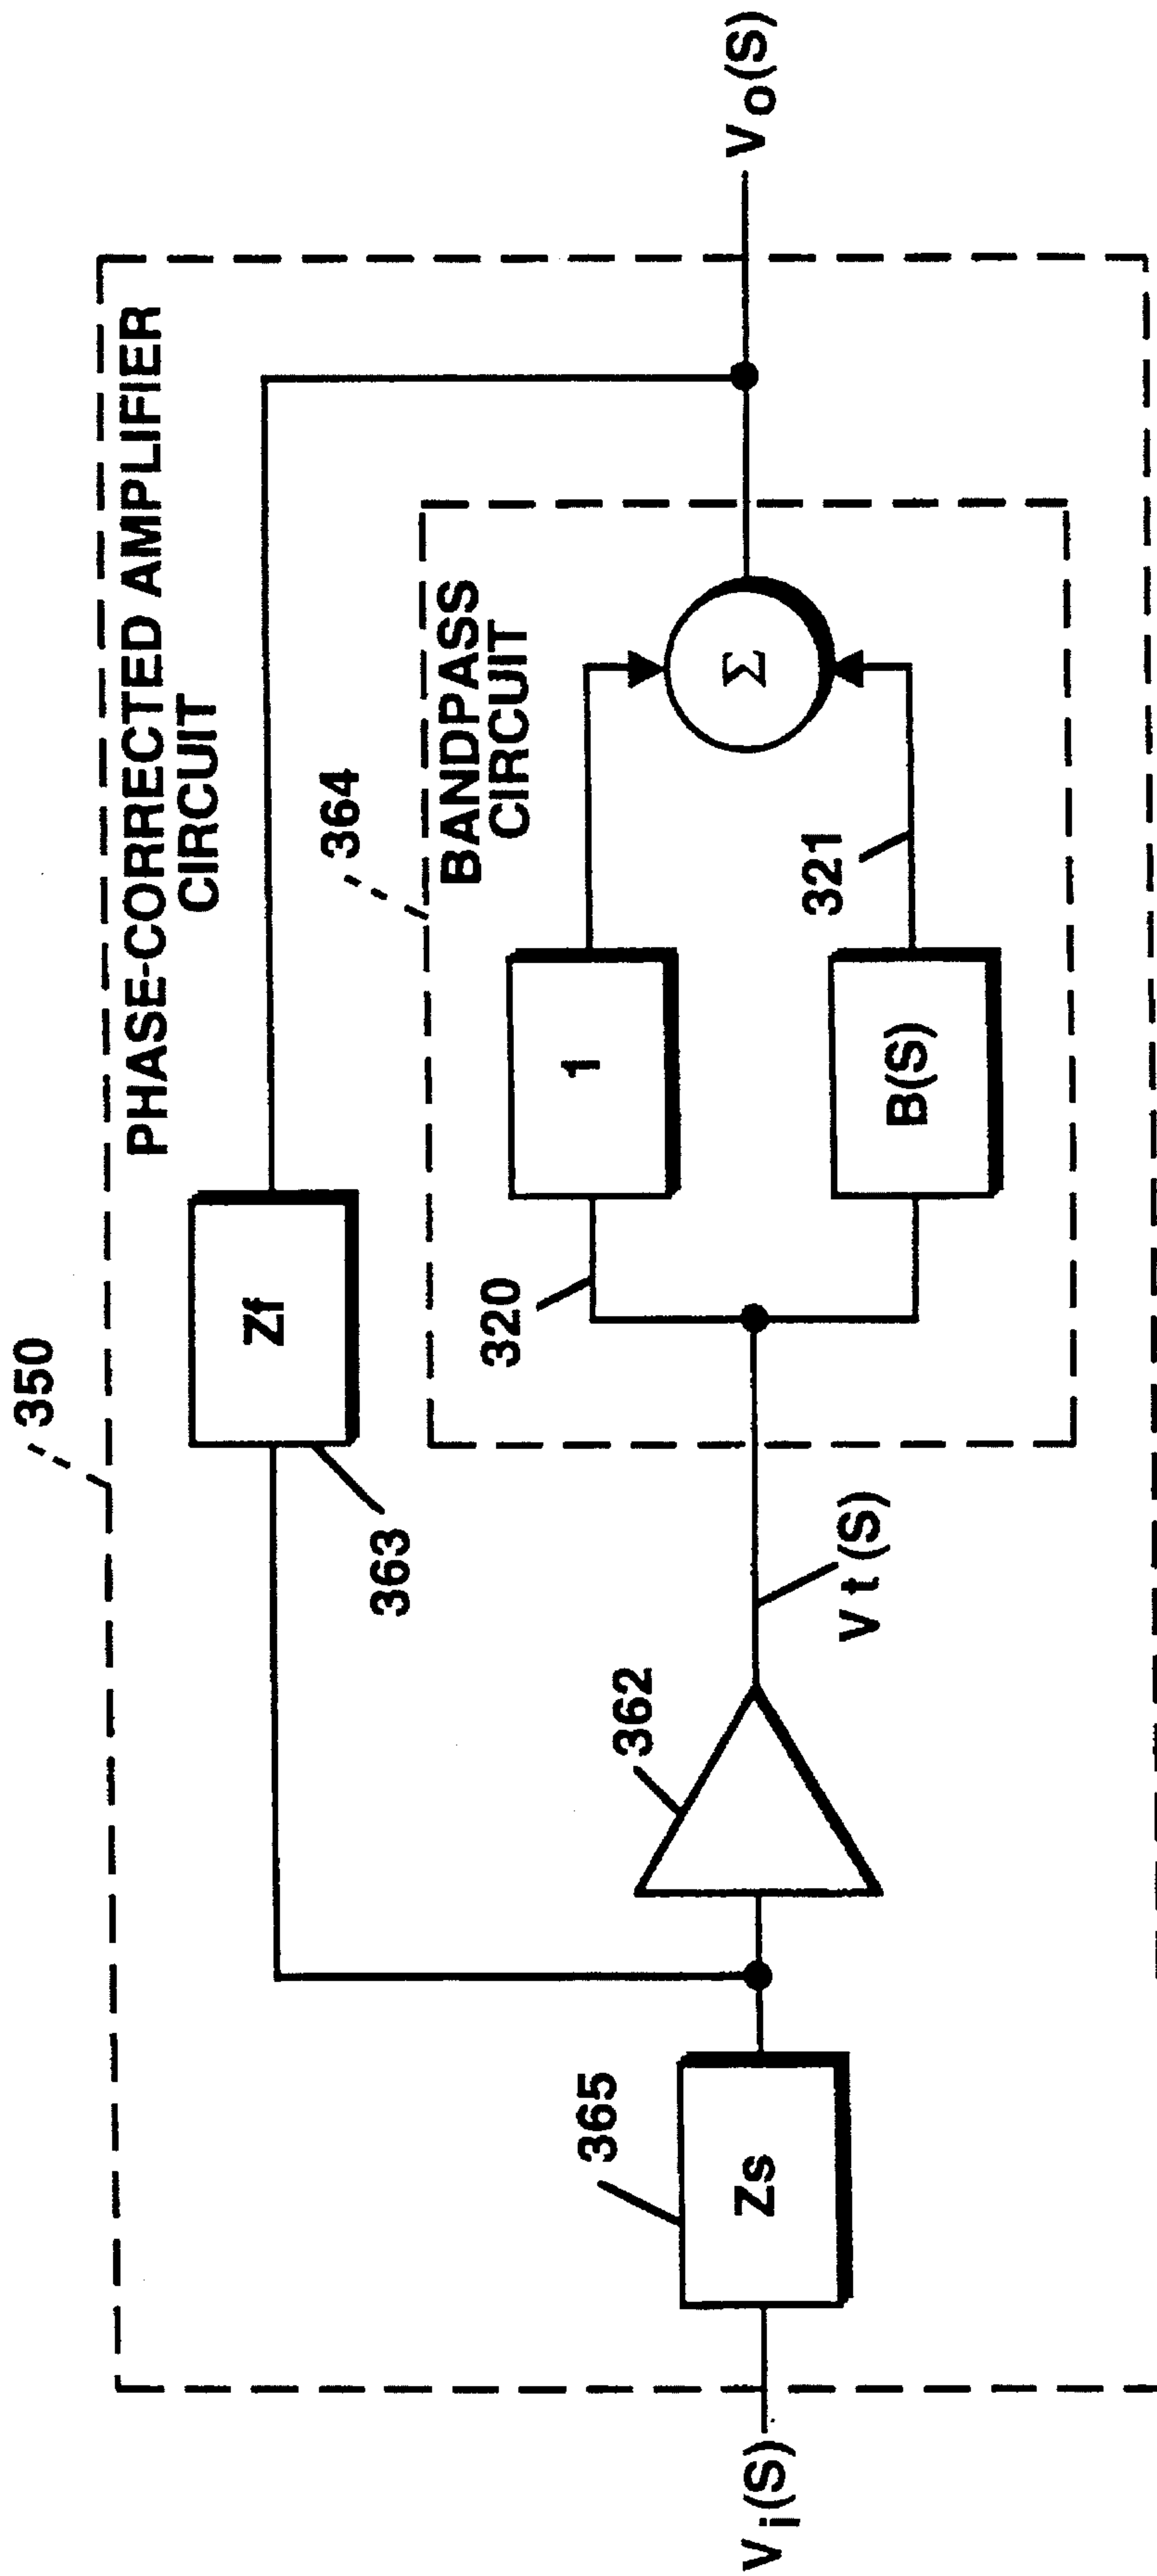 350
PHASE-CORRECTED AMPLIFIER
CIRCUIT
Zf
363
364
BANDPASS
CIRCUIT
320
1
Σ
321
B(S)
365
Zs
362
Vi(S)
Vt(S)
Vo(S)